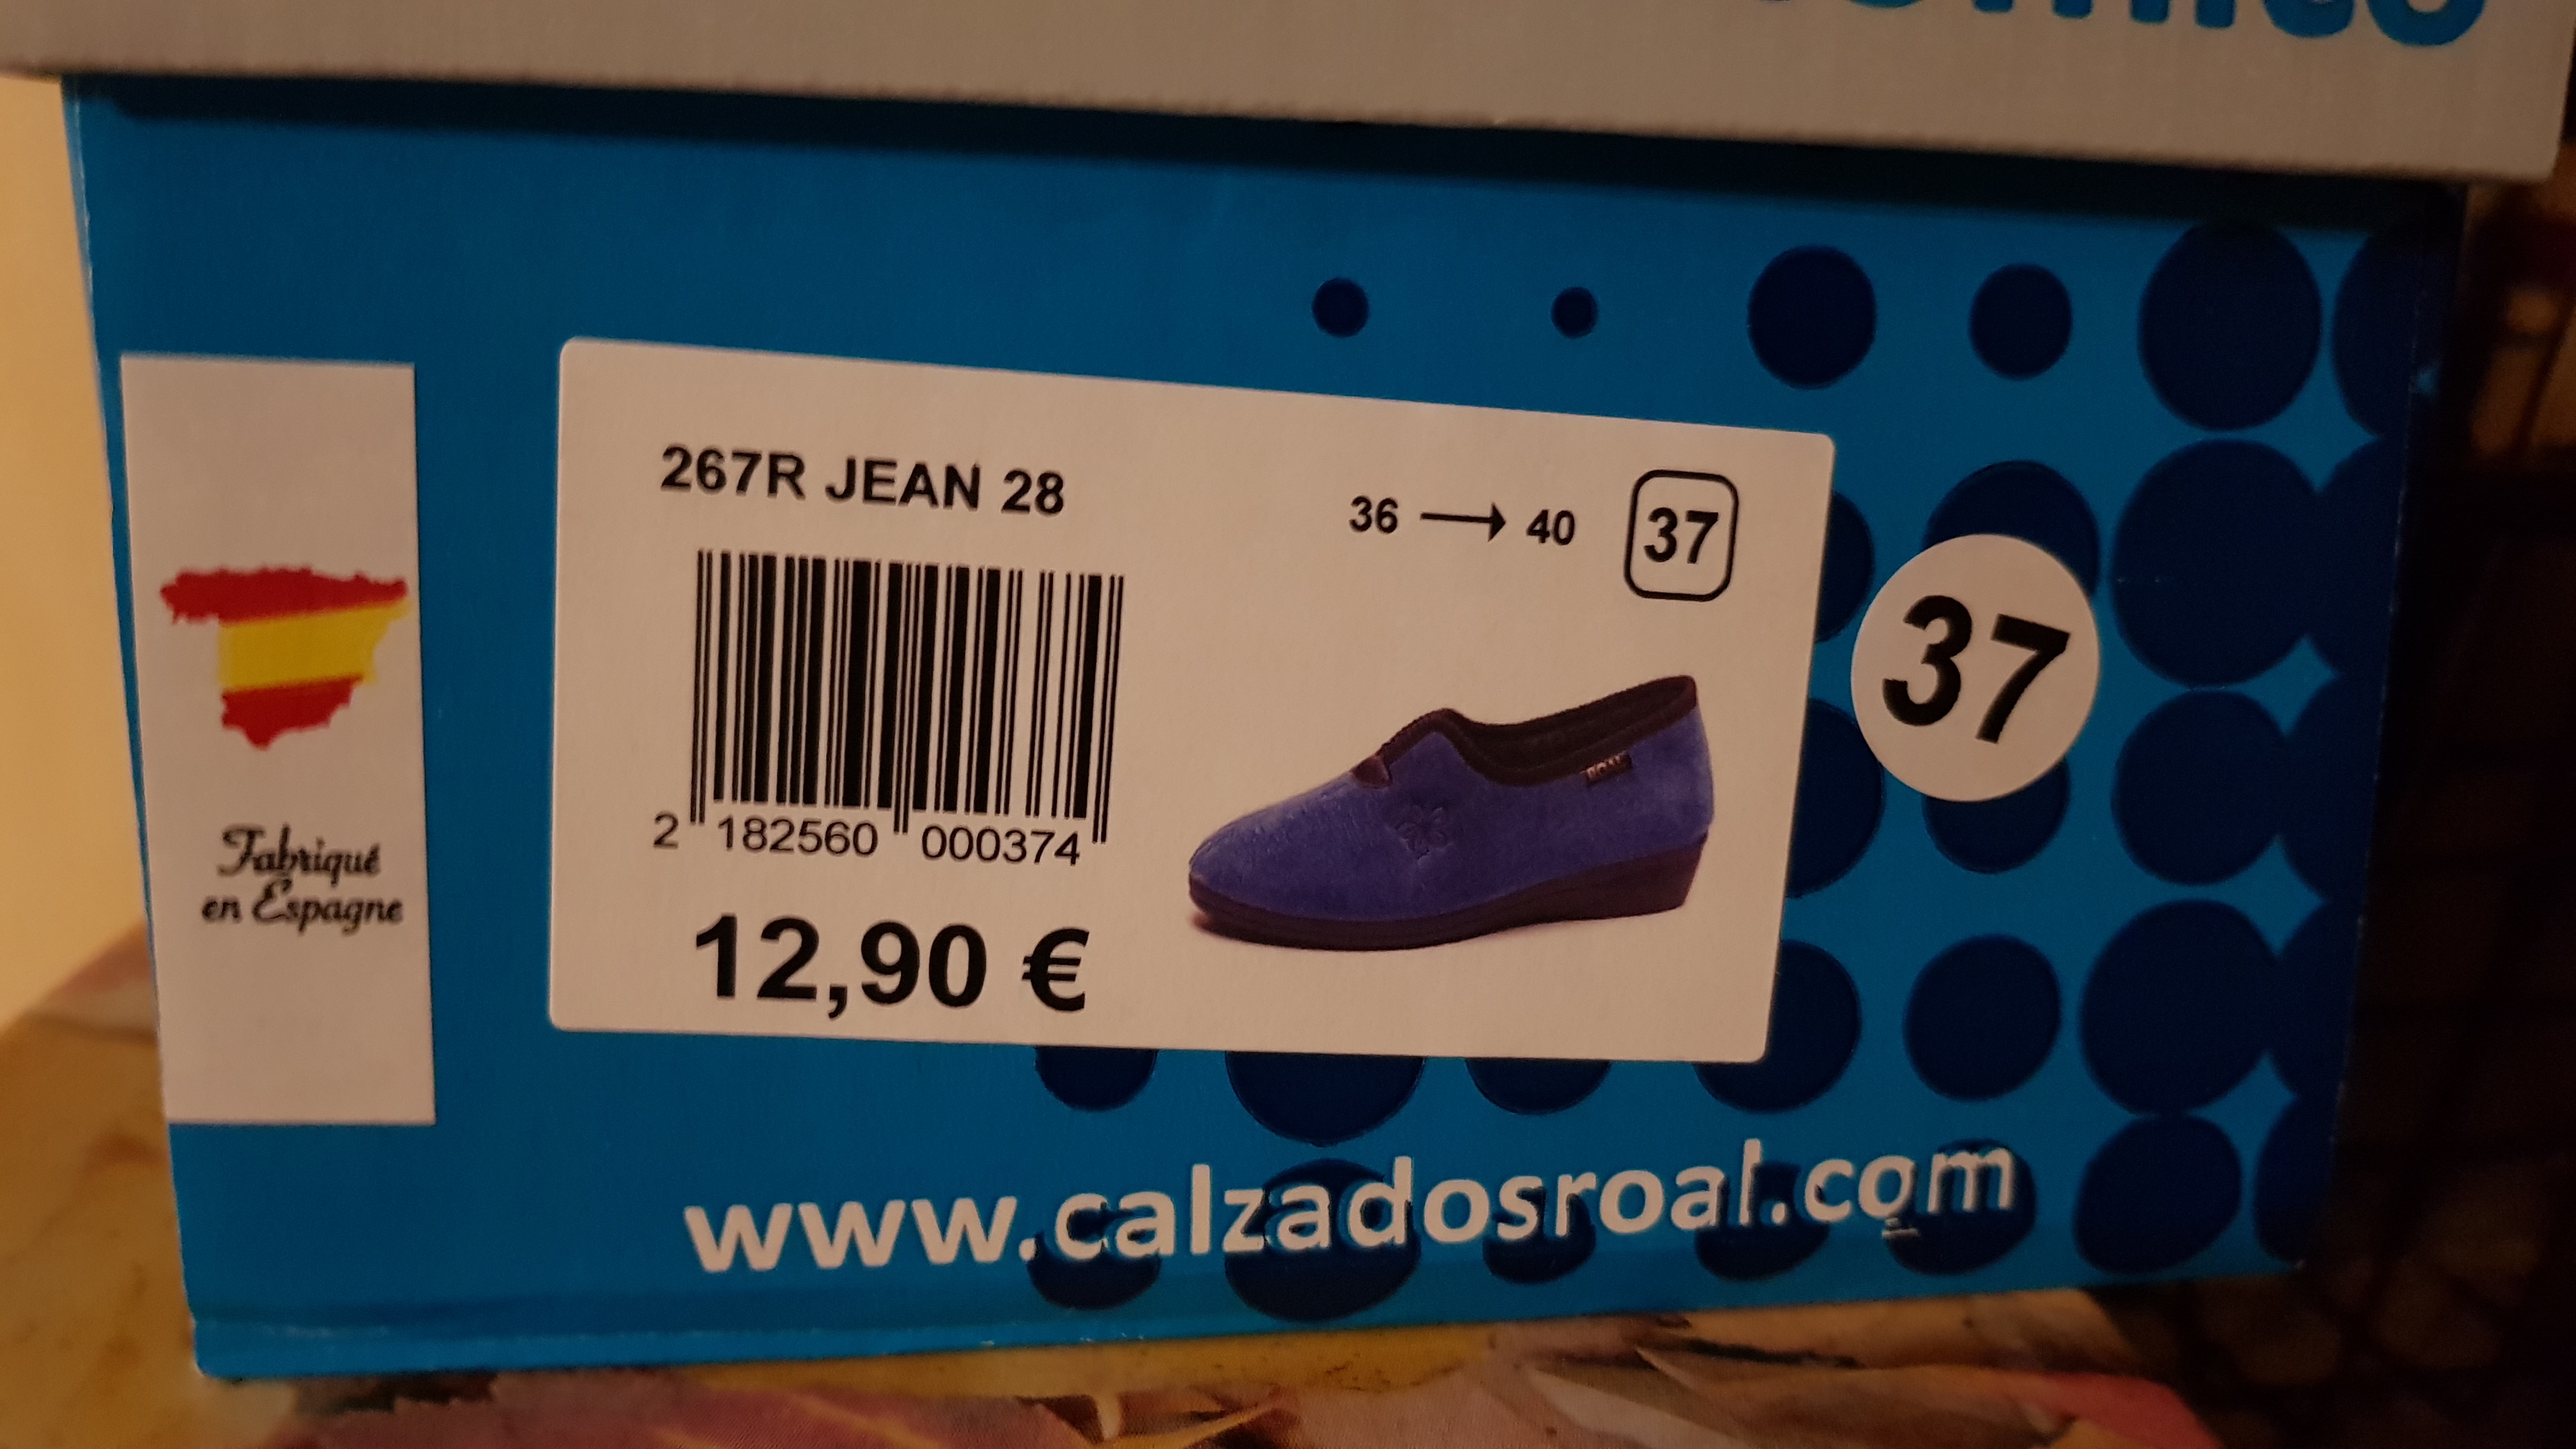 267R JEAN 28
36 → 40 37
37
2 182560 000374
12,90 €
Fabriqué
en Espagne
www.calzadosroal.com